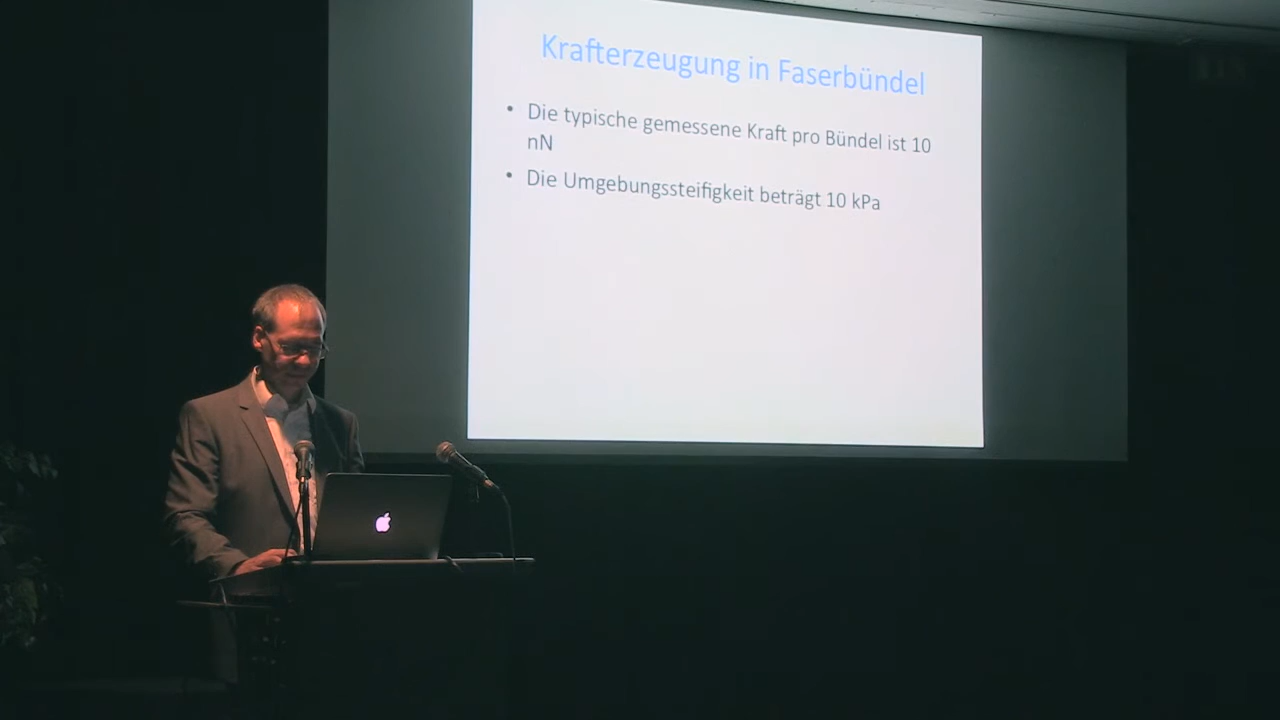 Krafterzeugung in Faserbündel
• Die typische gemessene Kraft pro Bündel ist 10
nN
• Die Umgebungssteifigkeit beträgt 10 kPa